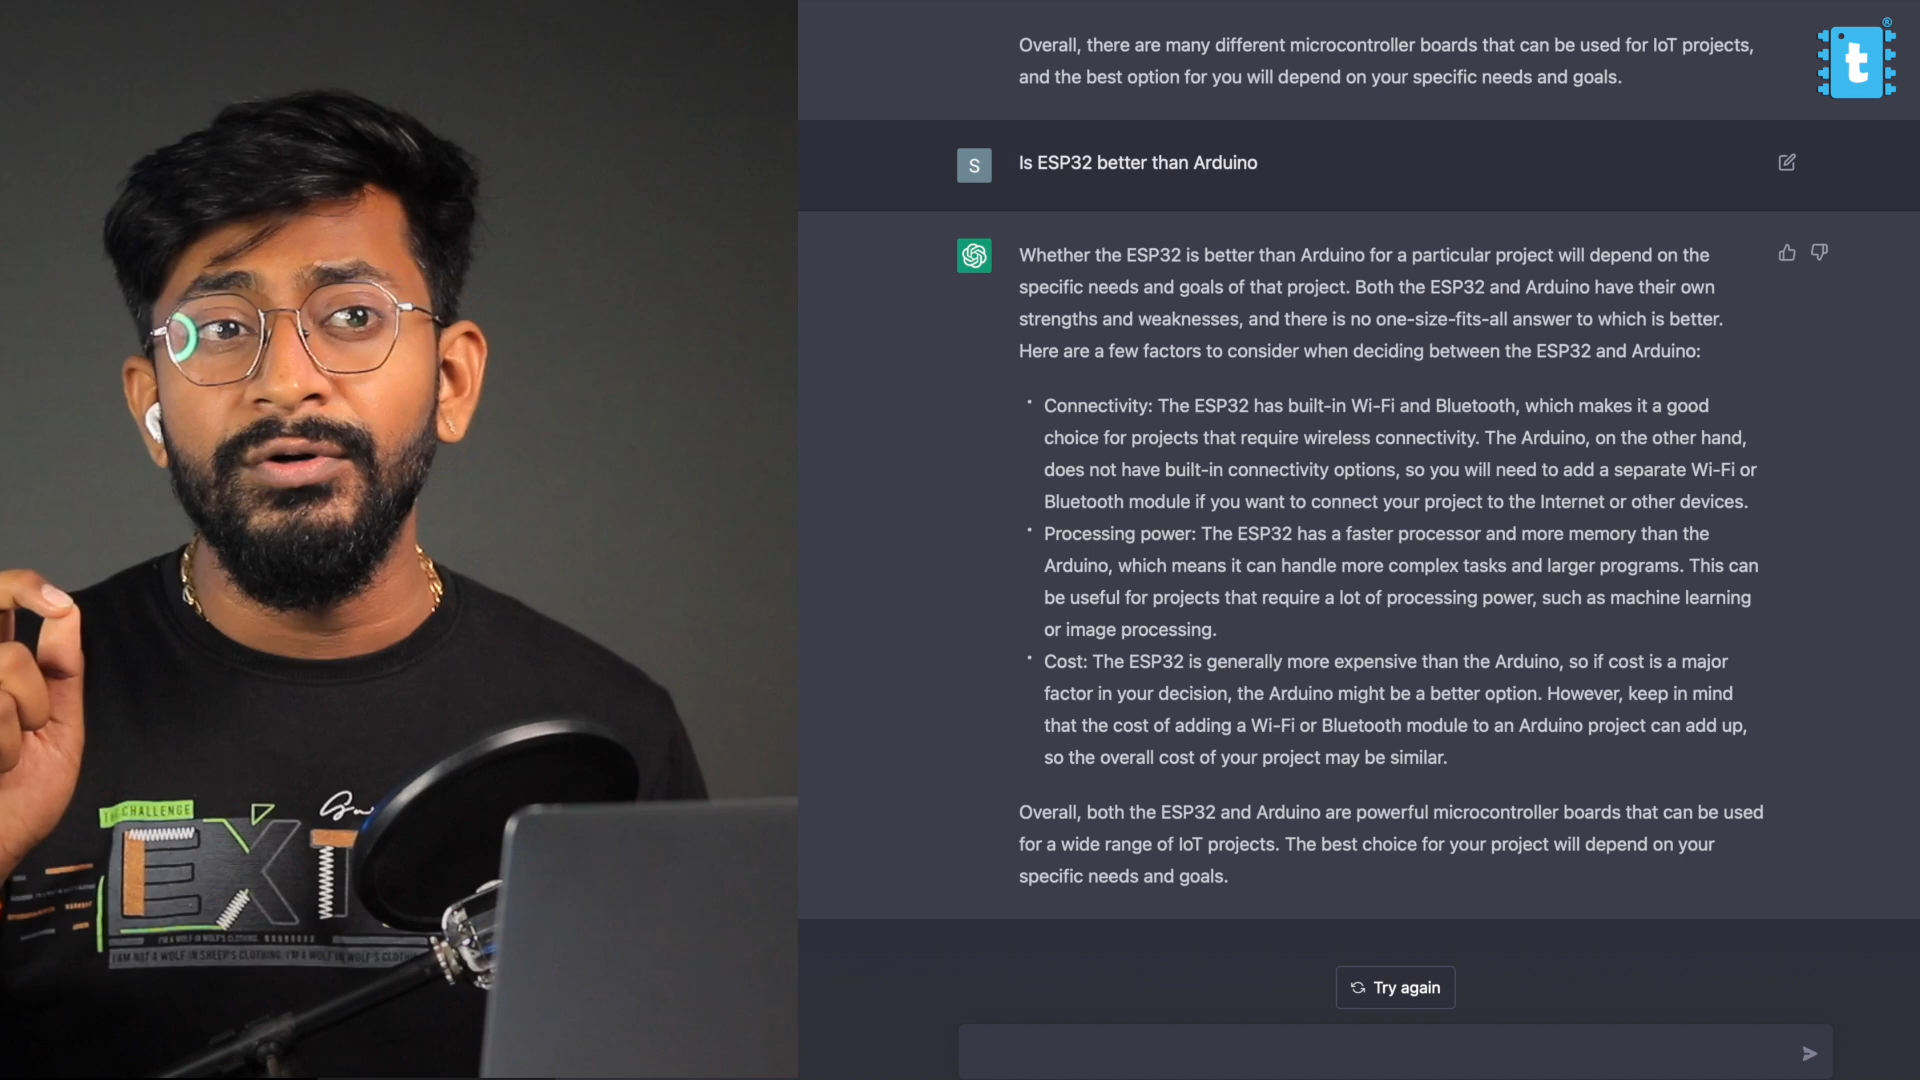 Overall, there are many different microcontroller boards that can be used for IoT projects,
and the best option for you will depend on your specific needs and goals.
®
t
S
Is ESP32 better than Arduino
Whether the ESP32 is better than Arduino for a particular project will depend on the
specific needs and goals of that project. Both the ESP32 and Arduino have their own
strengths and weaknesses, and there is no one-size-fits-all answer to which is better.
Here are a few factors to consider when deciding between the ESP32 and Arduino:
• Connectivity: The ESP32 has built-in Wi-Fi and Bluetooth, which makes it a good
choice for projects that require wireless connectivity. The Arduino, on the other hand,
does not have built-in connectivity options, so you will need to add a separate Wi-Fi or
Bluetooth module if you want to connect your project to the Internet or other devices.
• Processing power: The ESP32 has a faster processor and more memory than the
Arduino, which means it can handle more complex tasks and larger programs. This can
be useful for projects that require a lot of processing power, such as machine learning
or image processing.
• Cost: The ESP32 is generally more expensive than the Arduino, so if cost is a major
factor in your decision, the Arduino might be a better option. However, keep in mind
that the cost of adding a Wi-Fi or Bluetooth module to an Arduino project can add up,
so the overall cost of your project may be similar.
Overall, both the ESP32 and Arduino are powerful microcontroller boards that can be used
for a wide range of IoT projects. The best choice for your project will depend on your
specific needs and goals.
Try again
CHALLENGE
EXT
I'M A WOLF IN WOLF'S CLOTHING
I AM NOT A WOLF IN SHEEP'S CLOTHING, I'M A WOLF IN WOLF'S